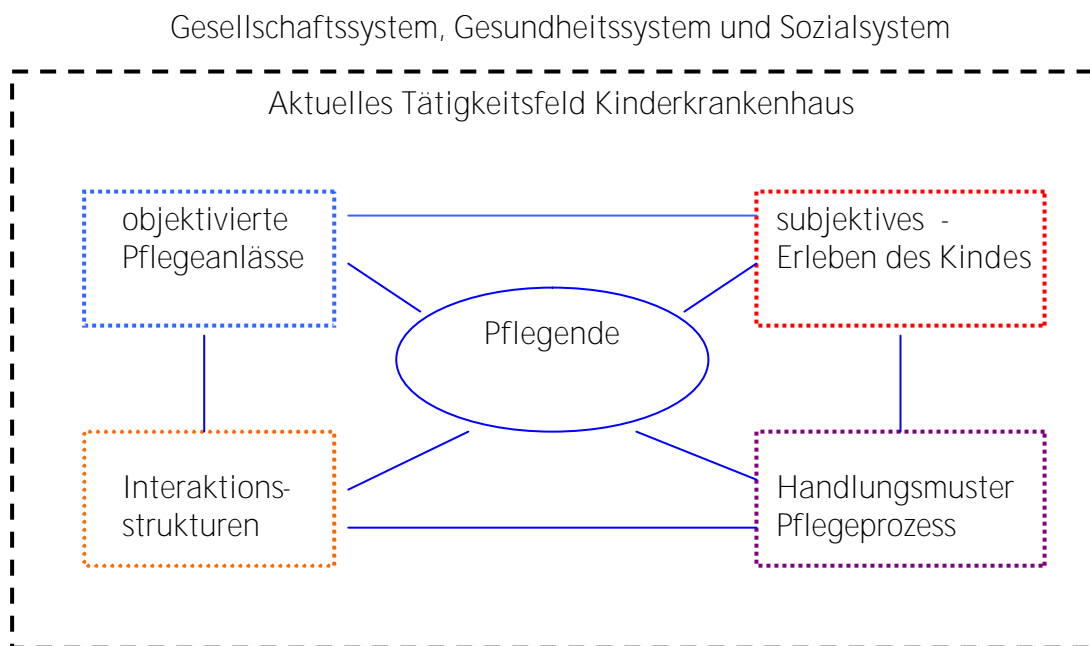 Gesellschaftssystem, Gesundheitssystem und Sozialsystem
Aktuelles Tätigkeitsfeld Kinderkrankenhaus
objektivierte
Pflegeanlässe
subjektives -
Erleben des Kindes
Pflegende
Interaktions-
strukturen
Handlungsmuster
Pflegeprozess